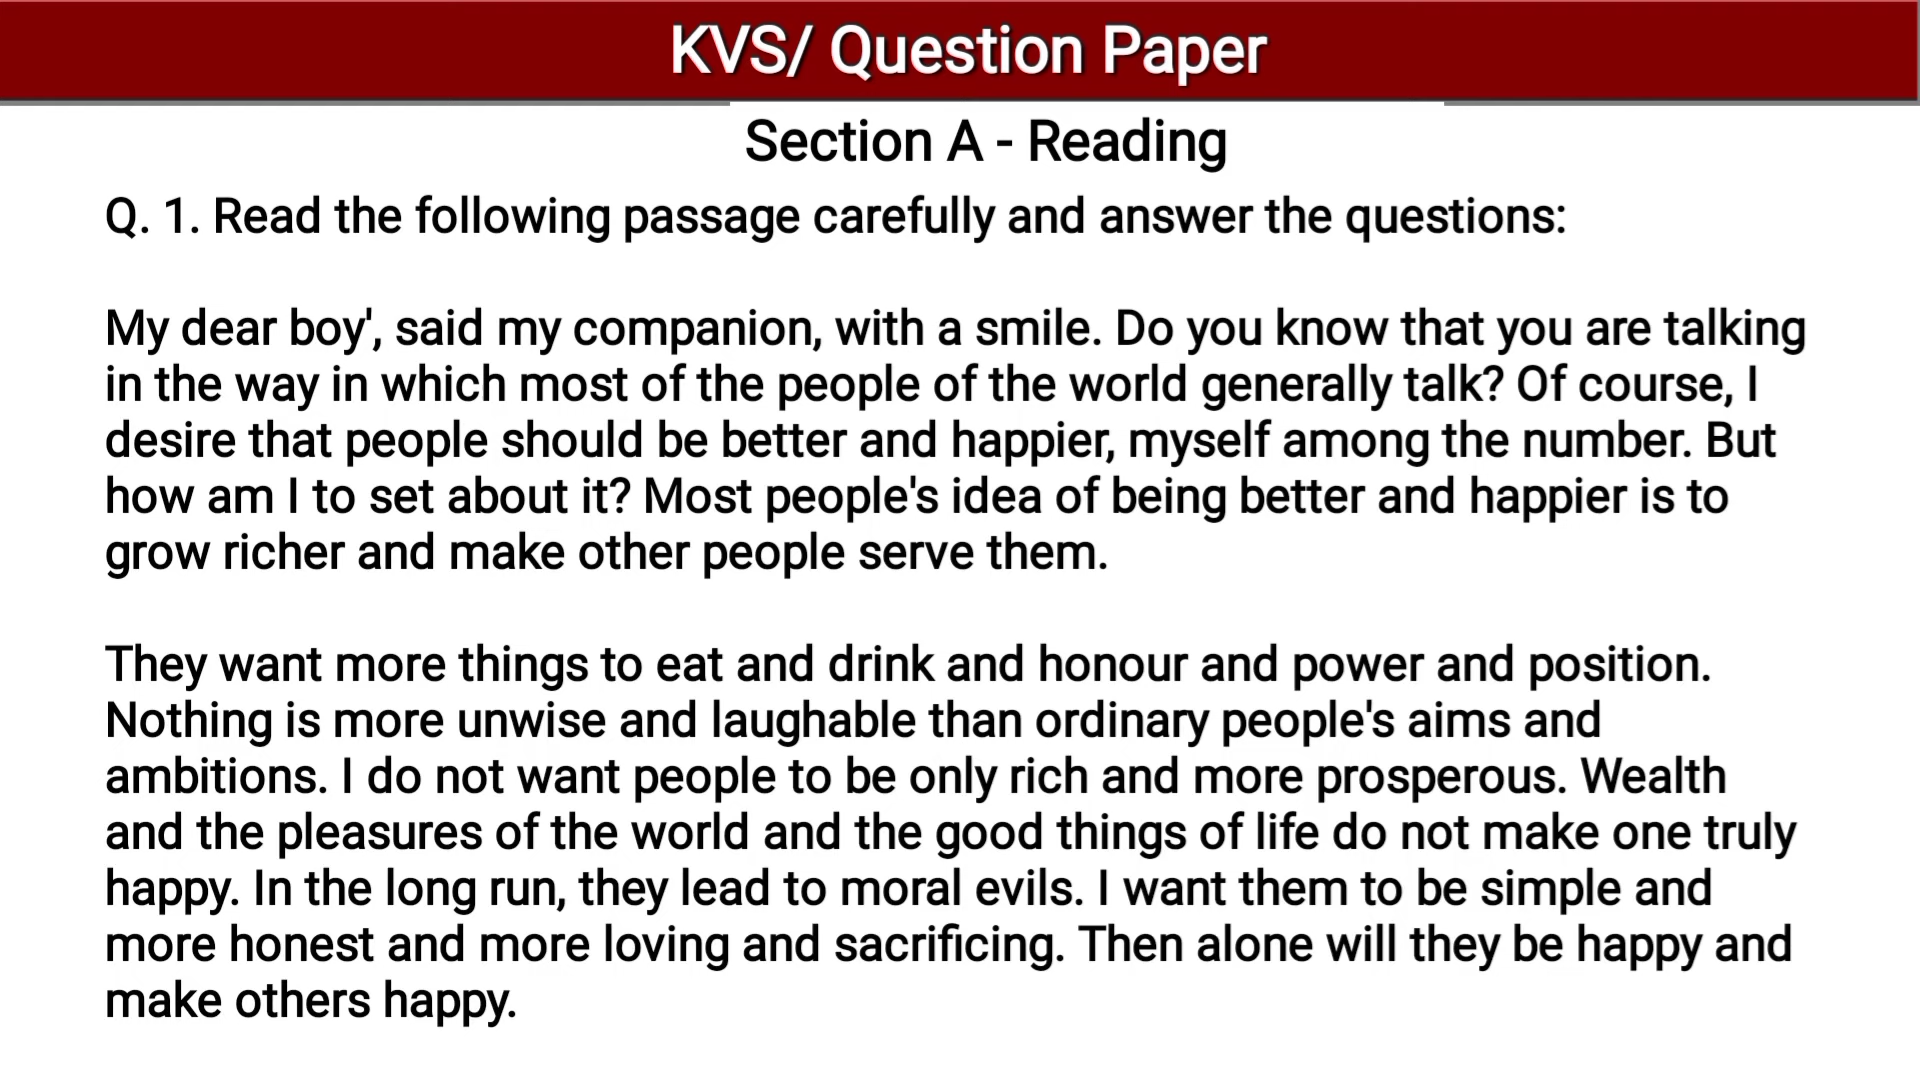 KVS/ Question Paper
Section A - Reading
Q. 1. Read the following passage carefully and answer the questions:
My dear boy', said my companion, with a smile. Do you know that you are talking
in the way in which most of the people of the world generally talk? Of course, I
desire that people should be better and happier, myself among the number. But
how am I to set about it? Most people's idea of being better and happier is to
grow richer and make other people serve them.
They want more things to eat and drink and honour and power and position.
Nothing is more unwise and laughable than ordinary people's aims and
ambitions. I do not want people to be only rich and more prosperous. Wealth
and the pleasures of the world and the good things of life do not make one truly
happy. In the long run, they lead to moral evils. I want them to be simple and
more honest and more loving and sacrificing. Then alone will they be happy and
make others happy.